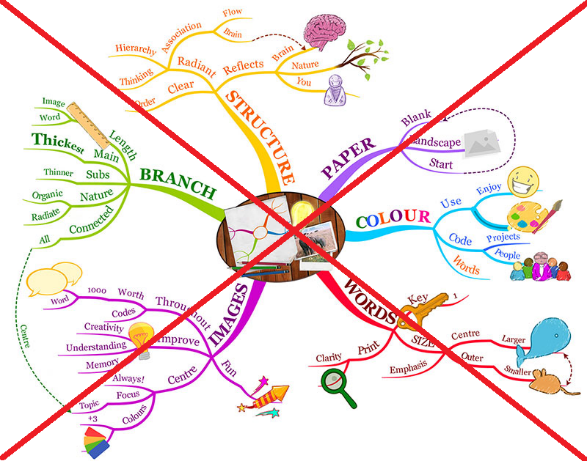 STRUCTURE
Radiant
Association
Flow
Brain
Hierarchy
Thinking
Reflects
Brain
Nature
You
Clear
Order
PAPER
Blank
Landscape
Start
COLOUR
Use
Enjoy
Code
Projects
People
Words
WORDS
Key
1
SIZE
Centre
Larger
Outer
Smaller
Print
Clarity
Emphasis
IMAGES
Throughout
Worth
1000
Word
Codes
Improve
Creativity
Understanding
Memory
Centre
Always!
Focus
Topic
Colours
+3
Fun
BRANCH
Length
Image
Word
Main
Thickest
Subs
Thinner
Nature
Organic
Radiate
Connected
All
Centre